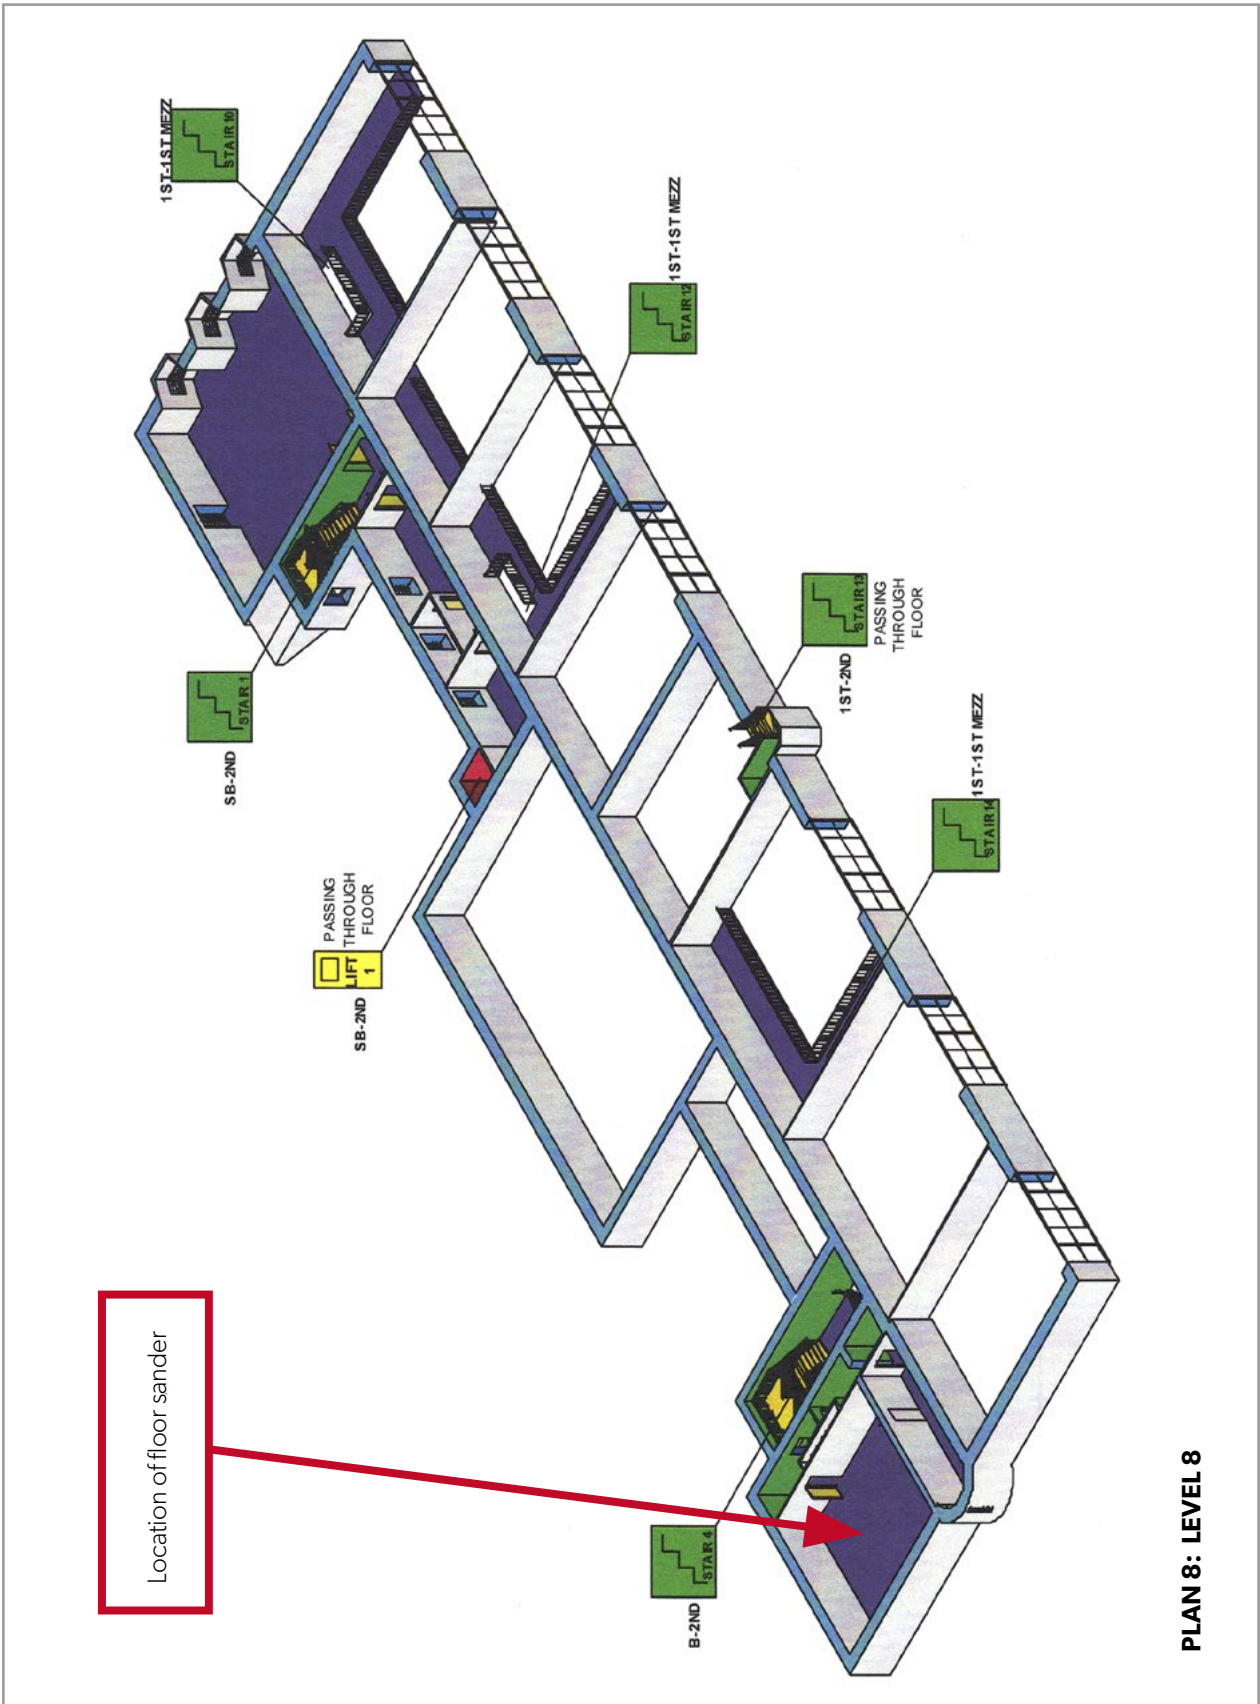 Location of floor sander
1ST-1ST MEZZ
STAIR 10
1ST-1ST MEZZ
STAIR 12
SB-2ND
STAIR 1
PASSING
THROUGH
FLOOR
LIFT
1
SB-2ND
STAIR 13
1ST-2ND
PASSING
THROUGH
FLOOR
1ST-1ST MEZZ
STAIR 14
B-2ND
STAIR 4
PLAN 8: LEVEL 8